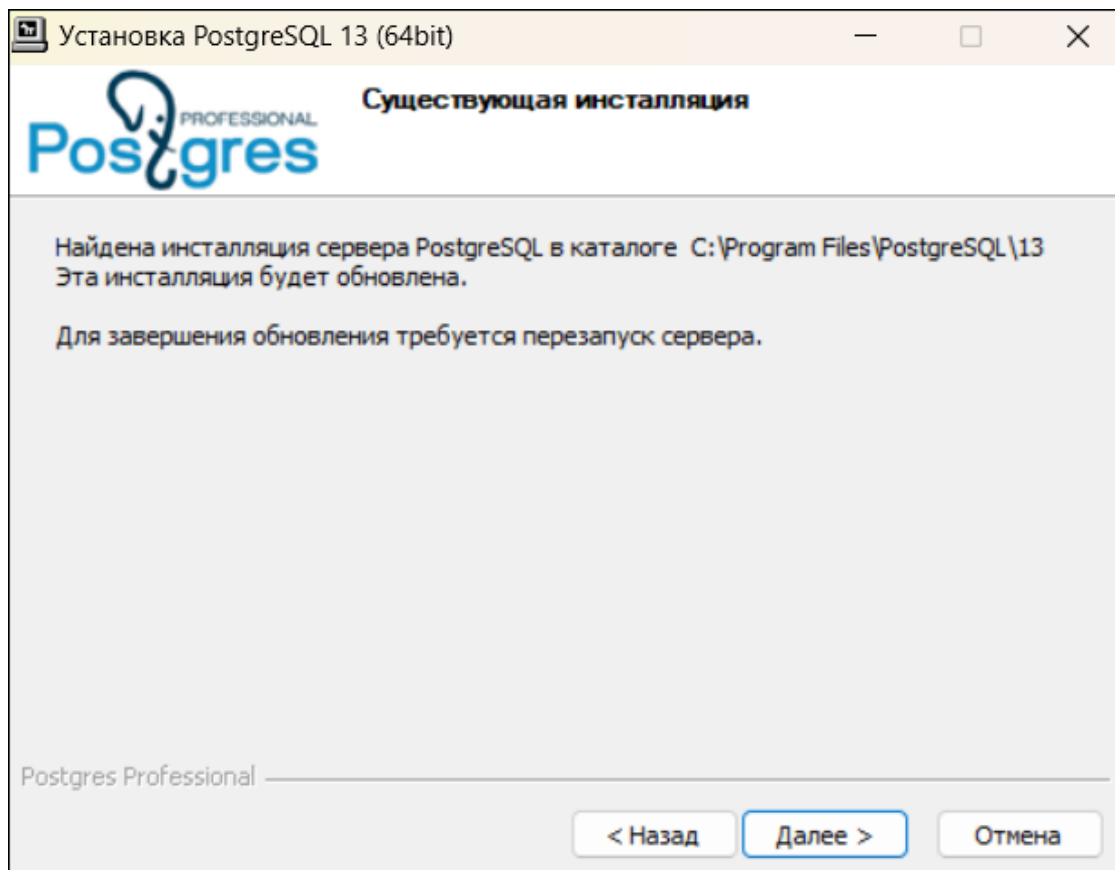 Установка PostgreSQL 13 (64bit)
PROFESSIONAL
Postgres
Существующая инсталляция
Найдена инсталляция сервера PostgreSQL в каталоге  C:\Program Files\PostgreSQL\13
Эта инсталляция будет обновлена.
Для завершения обновления требуется перезапуск сервера.
Postgres Professional
< Назад
Далее >
Отмена